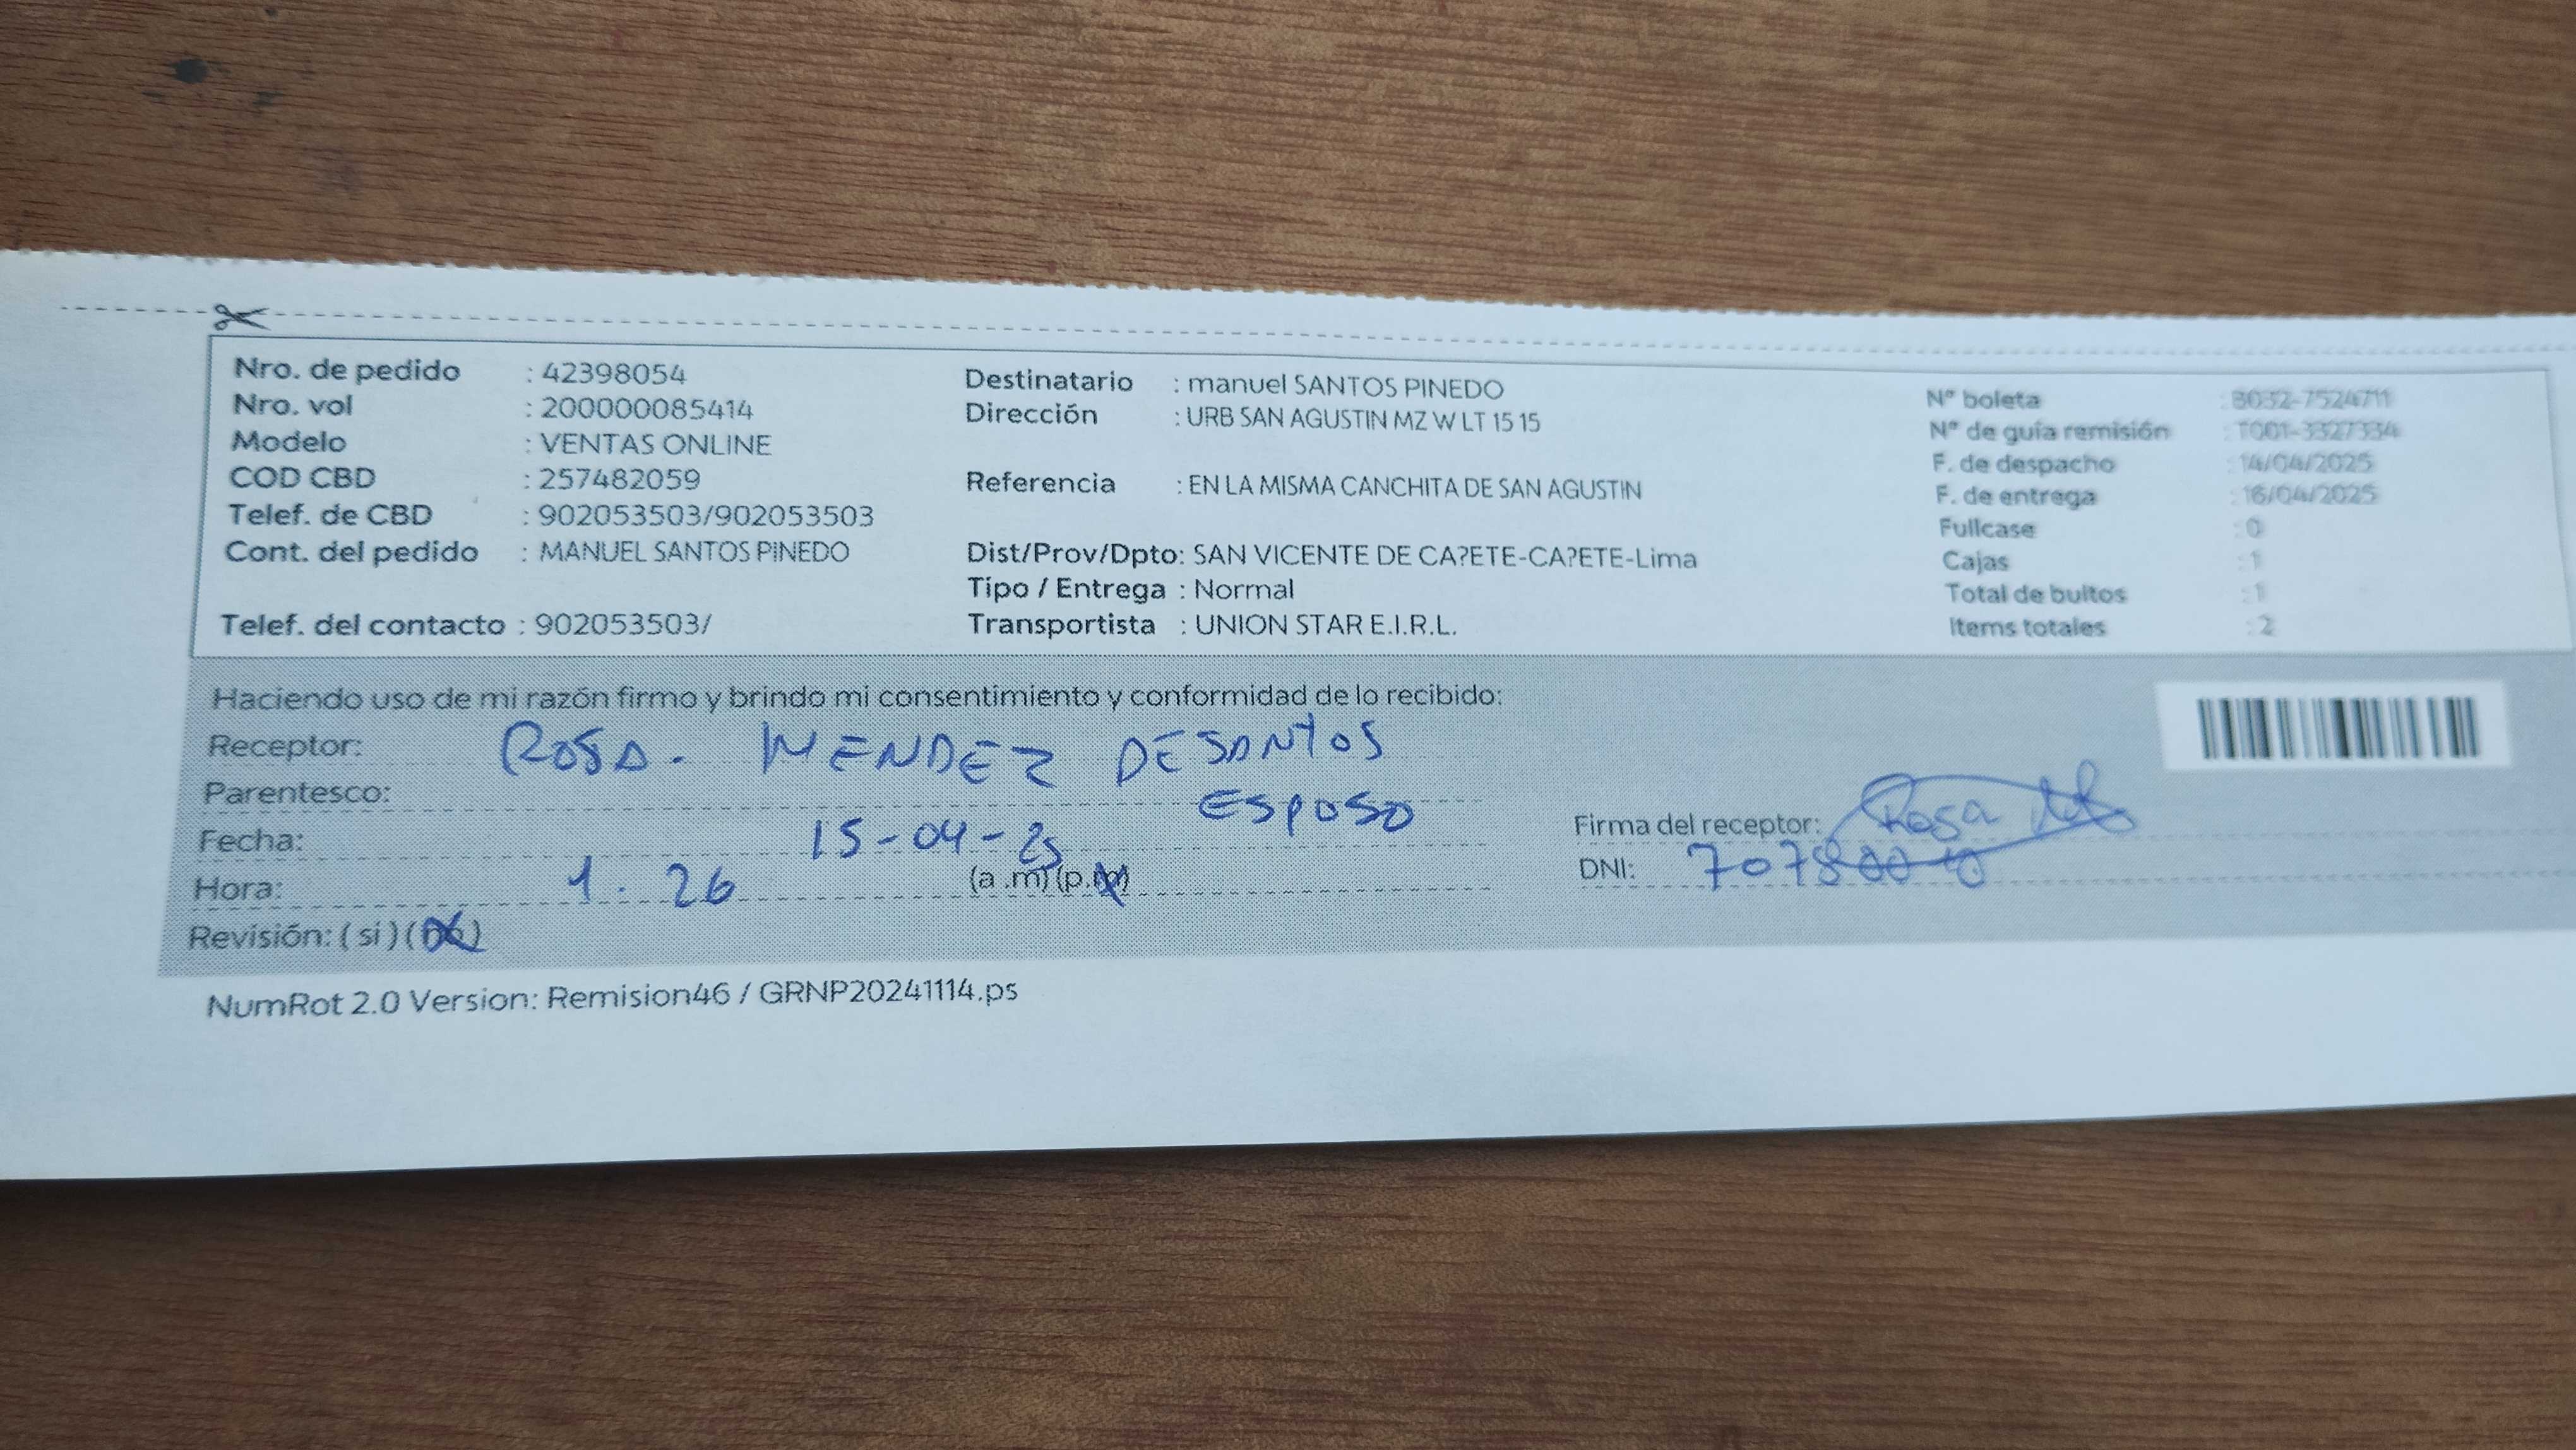 Nro. de pedido : 42398054
Nro. vol : 200000085414
Modelo : VENTAS ONLINE
COD CBD : 257482059
Telef. de CBD : 902053503/902053503
Cont. del pedido : MANUEL SANTOS PINEDO
Telef. del contacto : 902053503/
Destinatario : manuel SANTOS PINEDO
Dirección : URB SAN AGUSTIN MZ W LT 15 15
Referencia : EN LA MISMA CANCHITA DE SAN AGUSTIN
Dist/Prov/Dpto: SAN VICENTE DE CA?ETE-CA?ETE-Lima
Tipo / Entrega : Normal
Transportista : UNION STAR E.I.R.L.
N° boleta : B032-7524711
N° de guía remisión : T001-3327334
F. de despacho : 14/04/2025
F. de entrega : 16/04/2025
Fullcase : 0
Cajas : 1
Total de bultos : 1
Items totales : 2
Haciendo uso de mi razón firmo y brindo mi consentimiento y conformidad de lo recibido:
Receptor: ROSA. MENDEZ DE SANTOS
Parentesco: ESPOSO
Fecha: 15-04-25
Hora: 1. 26 (a .m) (p.m)
Revisión: ( si ) ( no )
Firma del receptor: Rosa
DNI:
NumRot 2.0 Version: Remision46 / GRNP20241114.ps